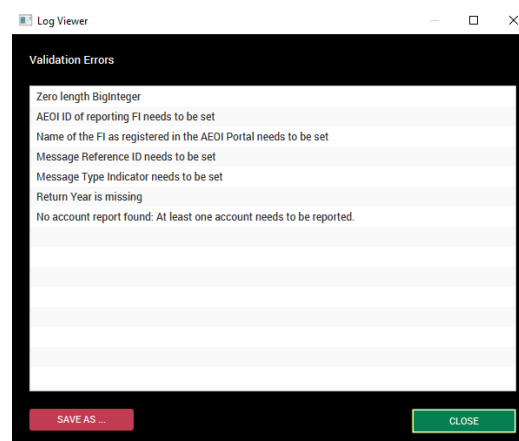 Log Viewer
Validation Errors
Zero length BigInteger
AEOI ID of reporting FI needs to be set
Name of the FI as registered in the AEOI Portal needs to be set
Message Reference ID needs to be set
Message Type Indicator needs to be set
Return Year is missing
No account report found: At least one account needs to be reported.
SAVE AS ...
CLOSE